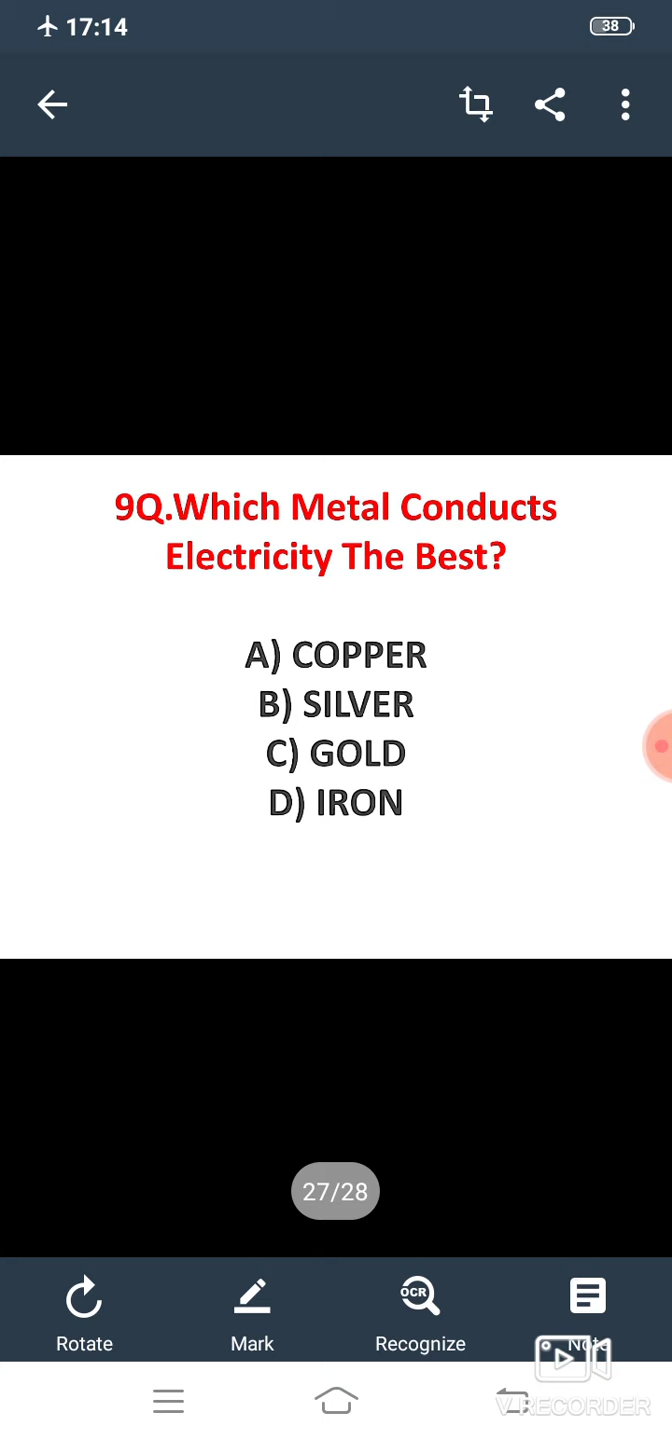 17:14
38
9Q.Which Metal Conducts
Electricity The Best?
A) COPPER
B) SILVER
C) GOLD
D) IRON
27/28
OCR
Rotate
Mark
Recognize
Note
V RECORDER